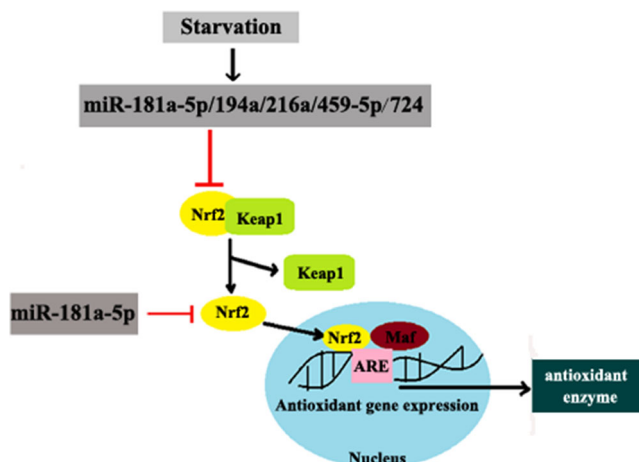 Starvation
miR-181a-5p/194a/216a/459-5p/724
Nrf2
Keap1
Keap1
miR-181a-5p
Nrf2
Nrf2
Maf
ARE
Antioxidant gene expression
antioxidant
enzyme
Nucleus